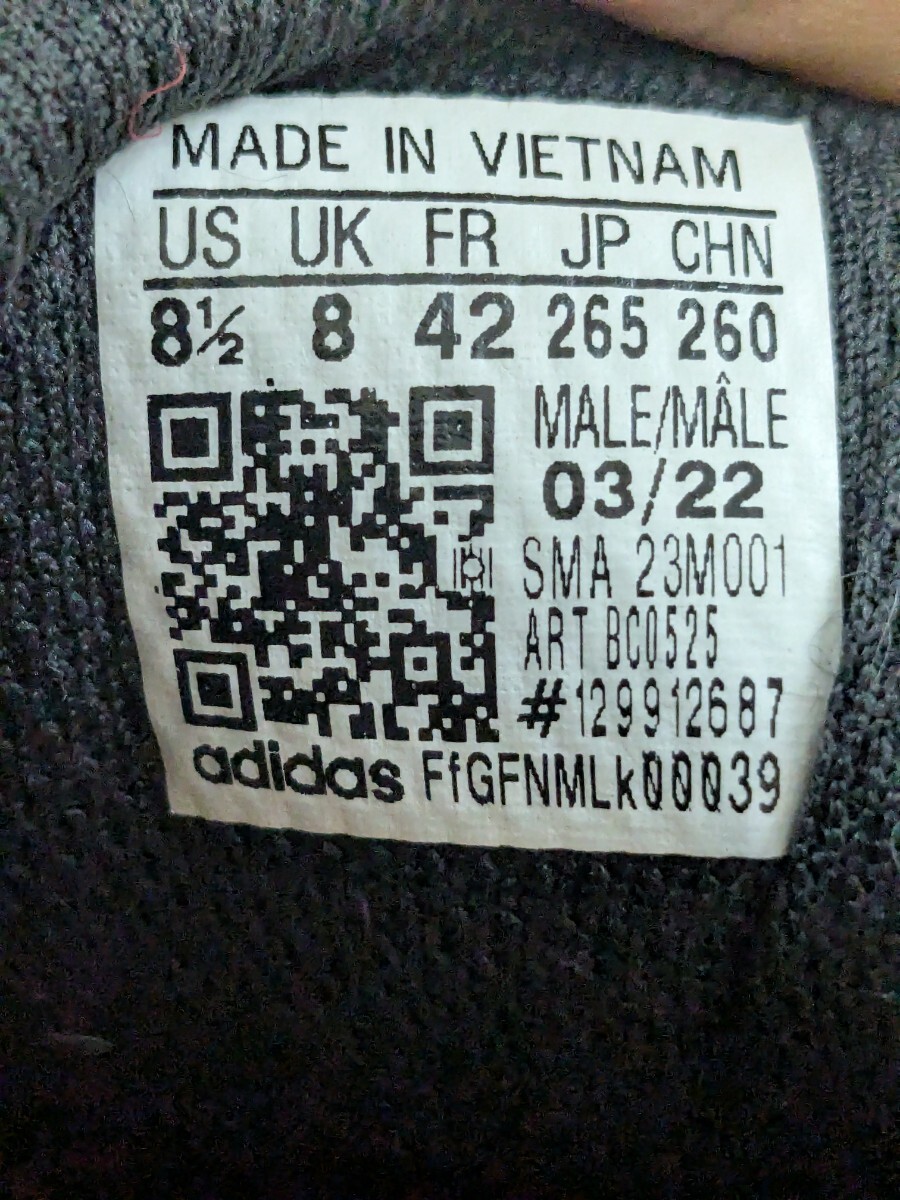 MADE IN VIETNAM
US UK FR JP CHN
8½ 8 42 265 260
MALE/MÂLE
03/22
SMA 23M001
ART BC0525
#129912687
adidas FfGFNMLk00039